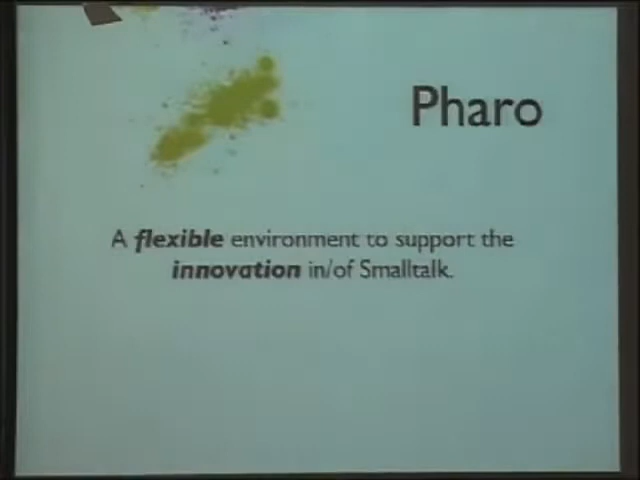 Pharo
A flexible environment to support the
innovation in/of Smalltalk.